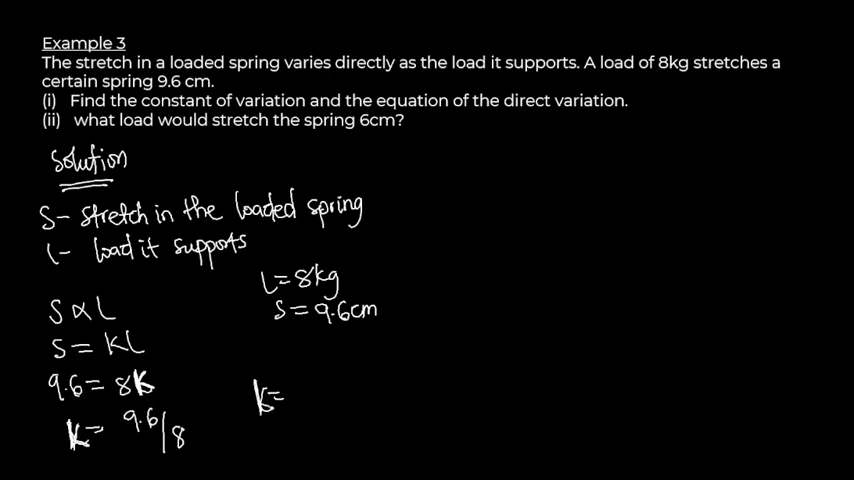 Example 3
The stretch in a loaded spring varies directly as the load it supports. A load of 8kg stretches a
certain spring 9.6 cm.
(i) Find the constant of variation and the equation of the direct variation.
(ii) what load would stretch the spring 6cm?
Solution
S- stretch in the loaded spring
L- load it supports
L=8kg
S=9.6cm
S∝L
S=KL
9.6=8K
K=9.6/8
K=